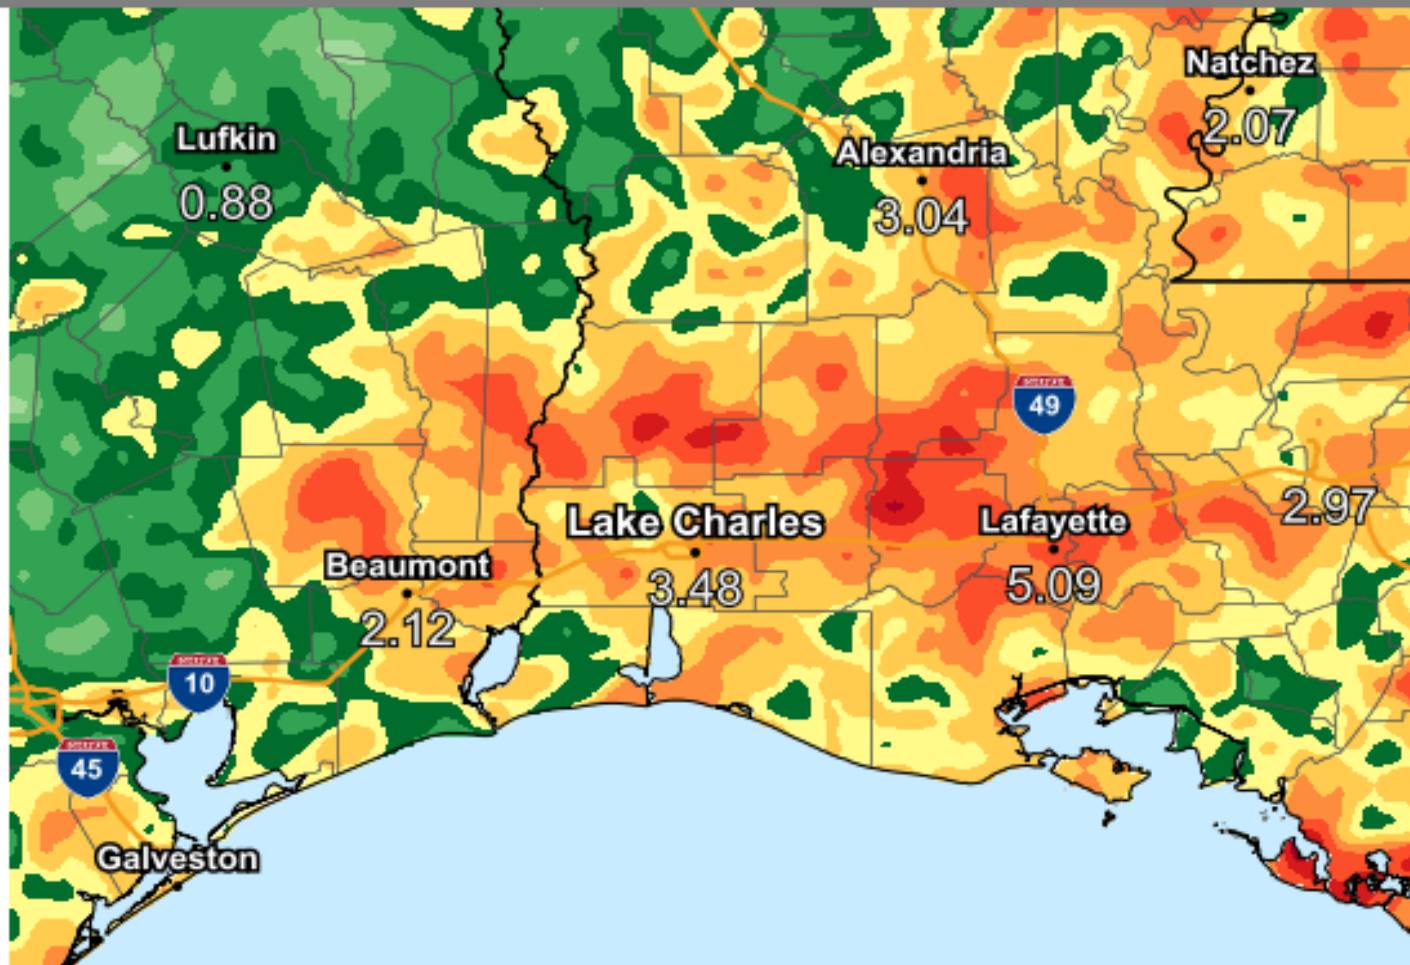 Natchez
2.07
Lufkin
0.88
Alexandria
3.04
49
Lake Charles
3.48
Lafayette
5.09
2.97
Beaumont
2.12
10
45
Galveston